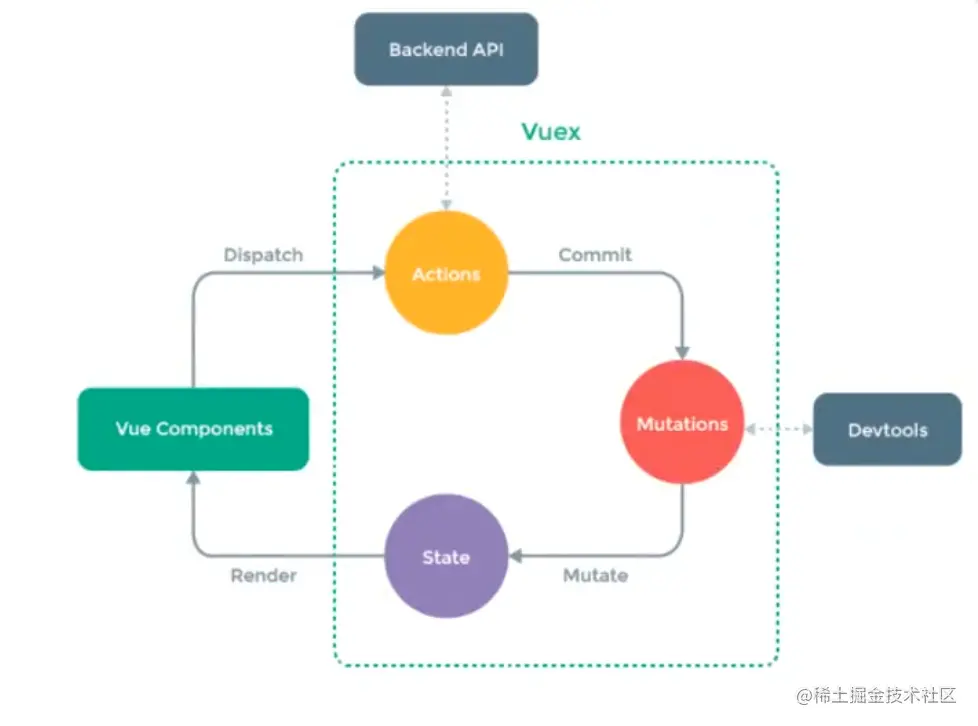 Backend API
Vuex
Dispatch
Commit
Actions
Vue Components
Mutations
Devtools
State
Render
Mutate
@稀土掘金技术社区